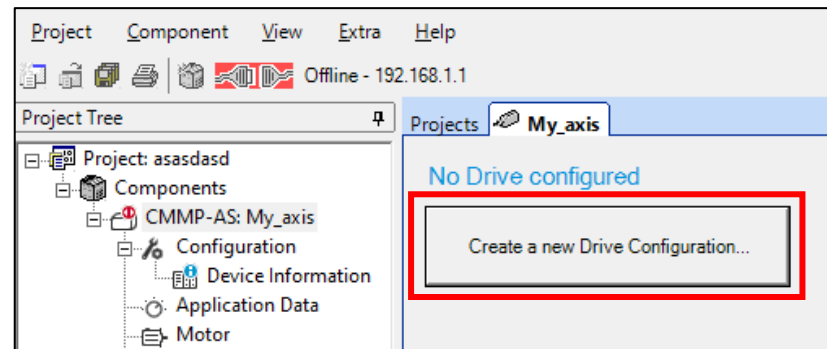 Project Component View Extra Help
Offline - 192.168.1.1
Project Tree
Projects My_axis
Project: asasdasd
No Drive configured
Components
CMMP-AS: My_axis
Create a new Drive Configuration...
Configuration
Device Information
Application Data
Motor